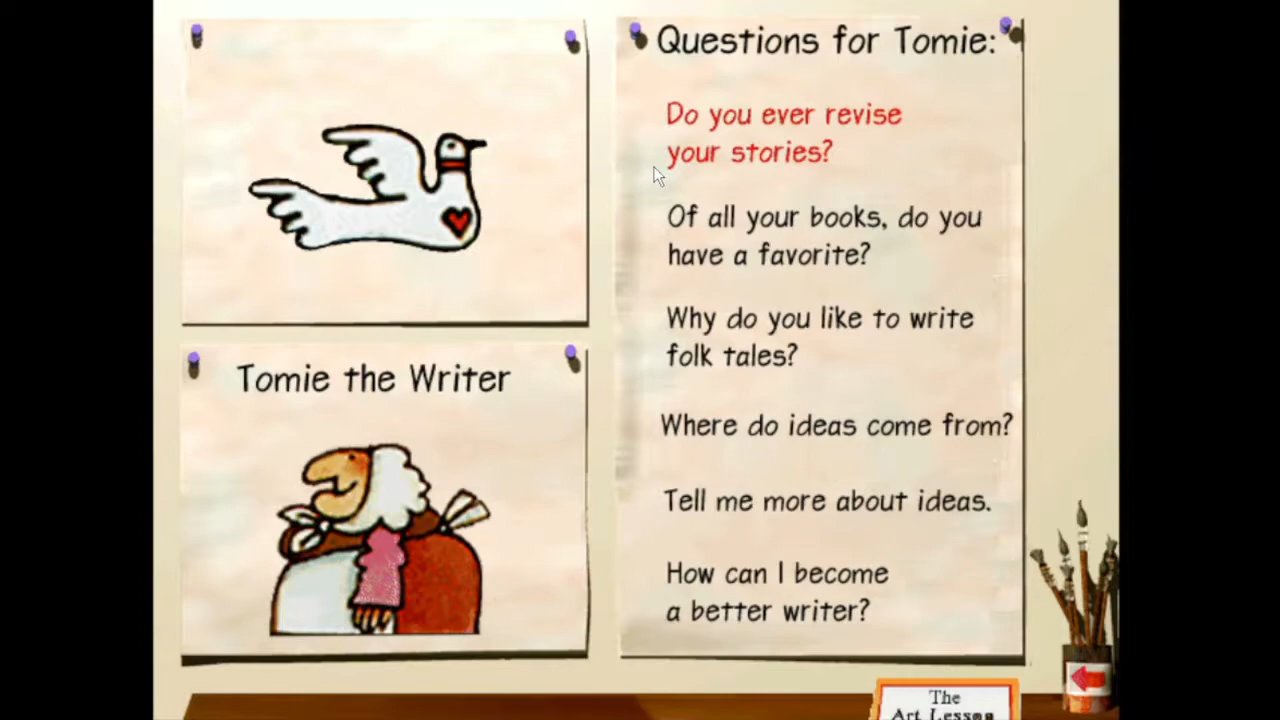 Questions for Tomie:
Do you ever revise
your stories?
Of all your books, do you
have a favorite?
Why do you like to write
folk tales?
Where do ideas come from?
Tell me more about ideas.
How can I become
a better writer?
Tomie the Writer
The
Art Lesson